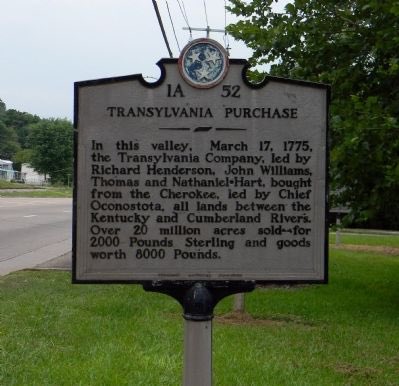 1A 52
TRANSYLVANIA PURCHASE
In this valley, March 17, 1775,
the Transylvania Company, led by
Richard Henderson, John Williams,
Thomas and Nathaniel Hart, bought
from the Cherokee, led by Chief
Oconostota, all lands between the
Kentucky and Cumberland Rivers.
Over 20 million acres sold for
2000 Pounds Sterling and goods
worth 8000 Pounds.